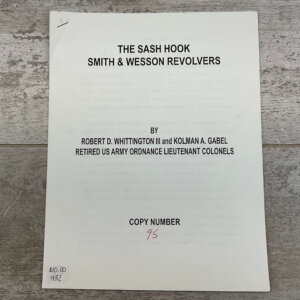 THE SASH HOOK
SMITH & WESSON REVOLVERS
BY
ROBERT D. WHITTINGTON III and KOLMAN A. GABEL
RETIRED US ARMY ORDNANCE LIEUTENANT COLONELS
COPY NUMBER
95